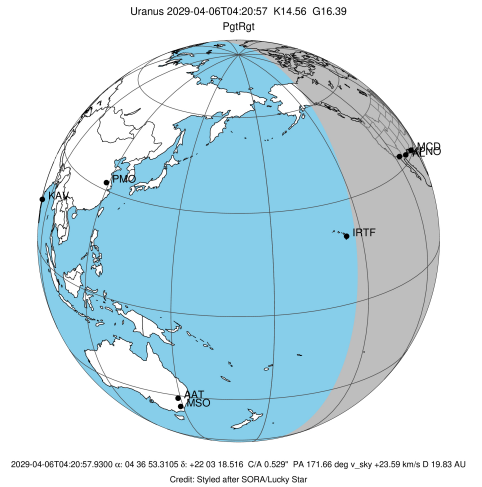 Uranus 2029-04-06T04:20:57  K14.56  G16.39
PgtRgt
MCD
KAV
PMO
IRTF
AAT
MSO
2029-04-06T04:20:57.9300 α: 04 36 53.3105 δ: +22 03 18.516  C/A 0.529"  PA 171.66 deg v_sky +23.59 km/s D 19.83 AU
Credit: Styled after SORA/Lucky Star